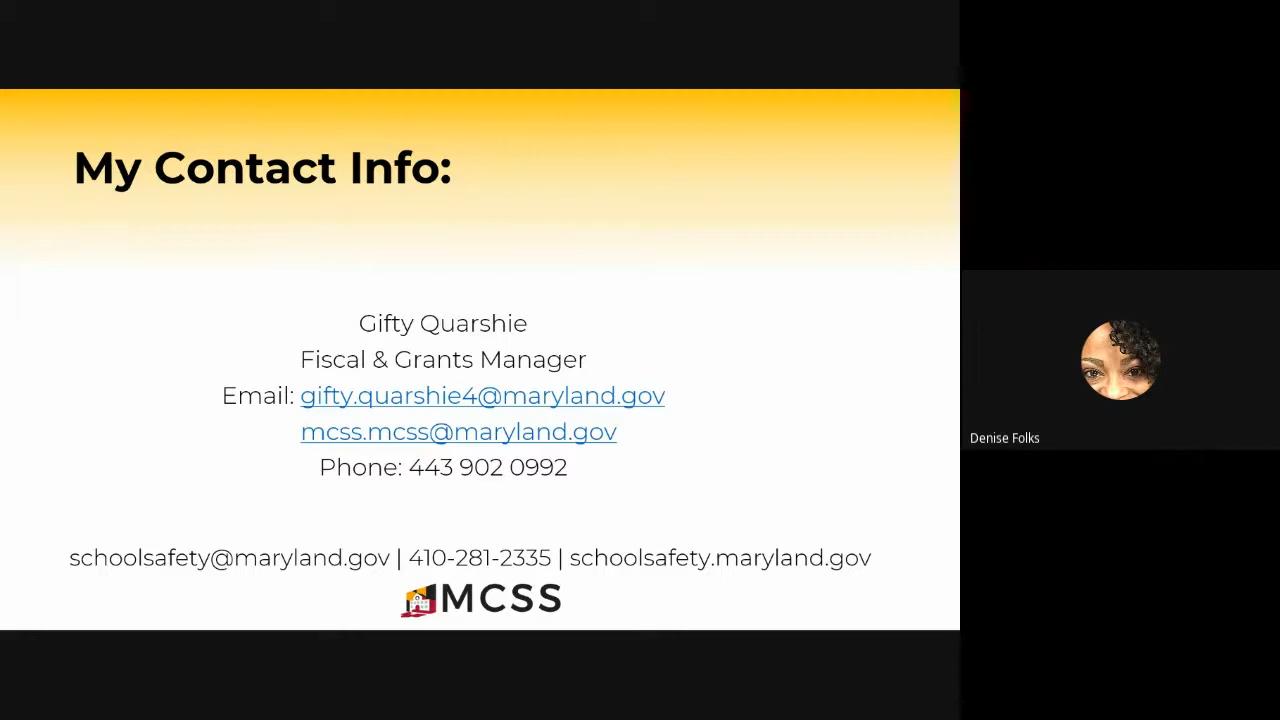 My Contact Info:
Gifty Quarshie
Fiscal & Grants Manager
Email: gifty.quarshie4@maryland.gov
mcss.mcss@maryland.gov
Phone: 443 902 0992
schoolsafety@maryland.gov | 410-281-2335 | schoolsafety.maryland.gov
MCSS
Denise Folks